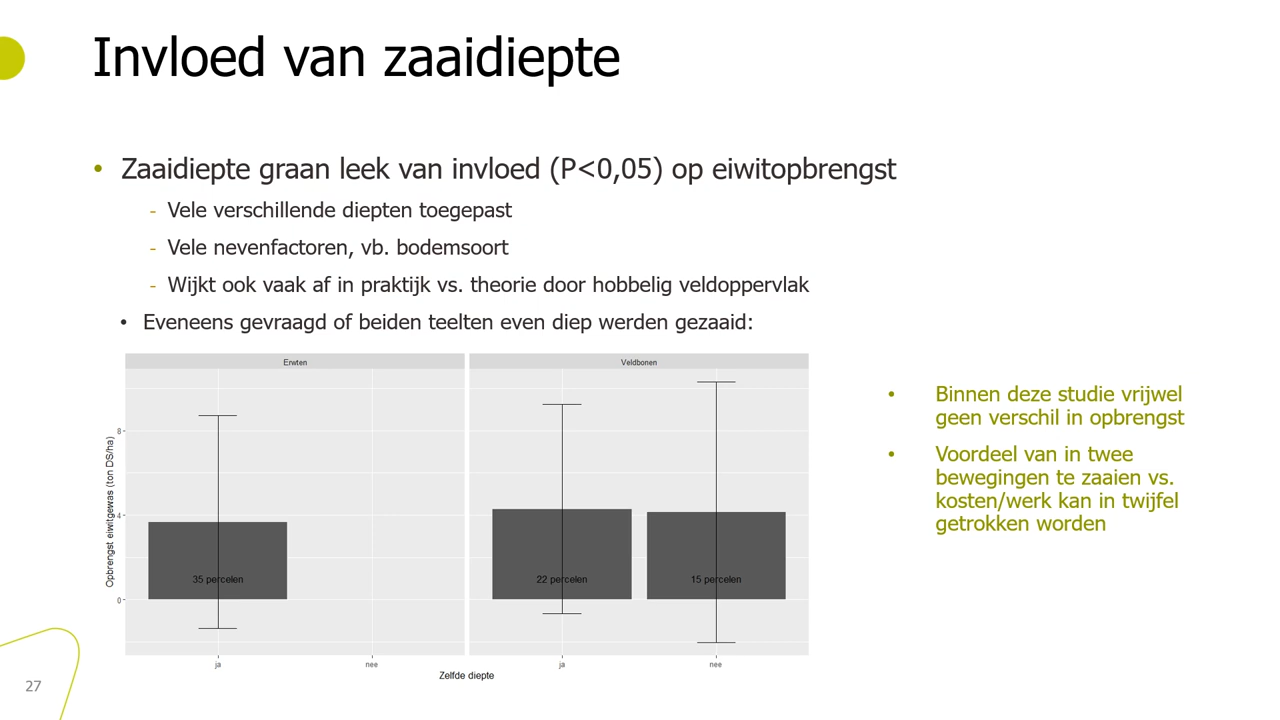 Invloed van zaaidiepte
• Zaaidiepte graan leek van invloed (P<0,05) op eiwitopbrengst
- Vele verschillende diepten toegepast
- Vele nevenfactoren, vb. bodemsoort
- Wijkt ook vaak af in praktijk vs. theorie door hobbelig veldoppervlak
• Eveneens gevraagd of beiden teelten even diep werden gezaaid:
Erwten
Veldbonen
Opbrengst eiwitgewas (ton DS/ha)
8
4
0
35 percelen
22 percelen
15 percelen
ja
nee
ja
nee
Zelfde diepte
• Binnen deze studie vrijwel
geen verschil in opbrengst
• Voordeel van in twee
bewegingen te zaaien vs.
kosten/werk kan in twijfel
getrokken worden
27